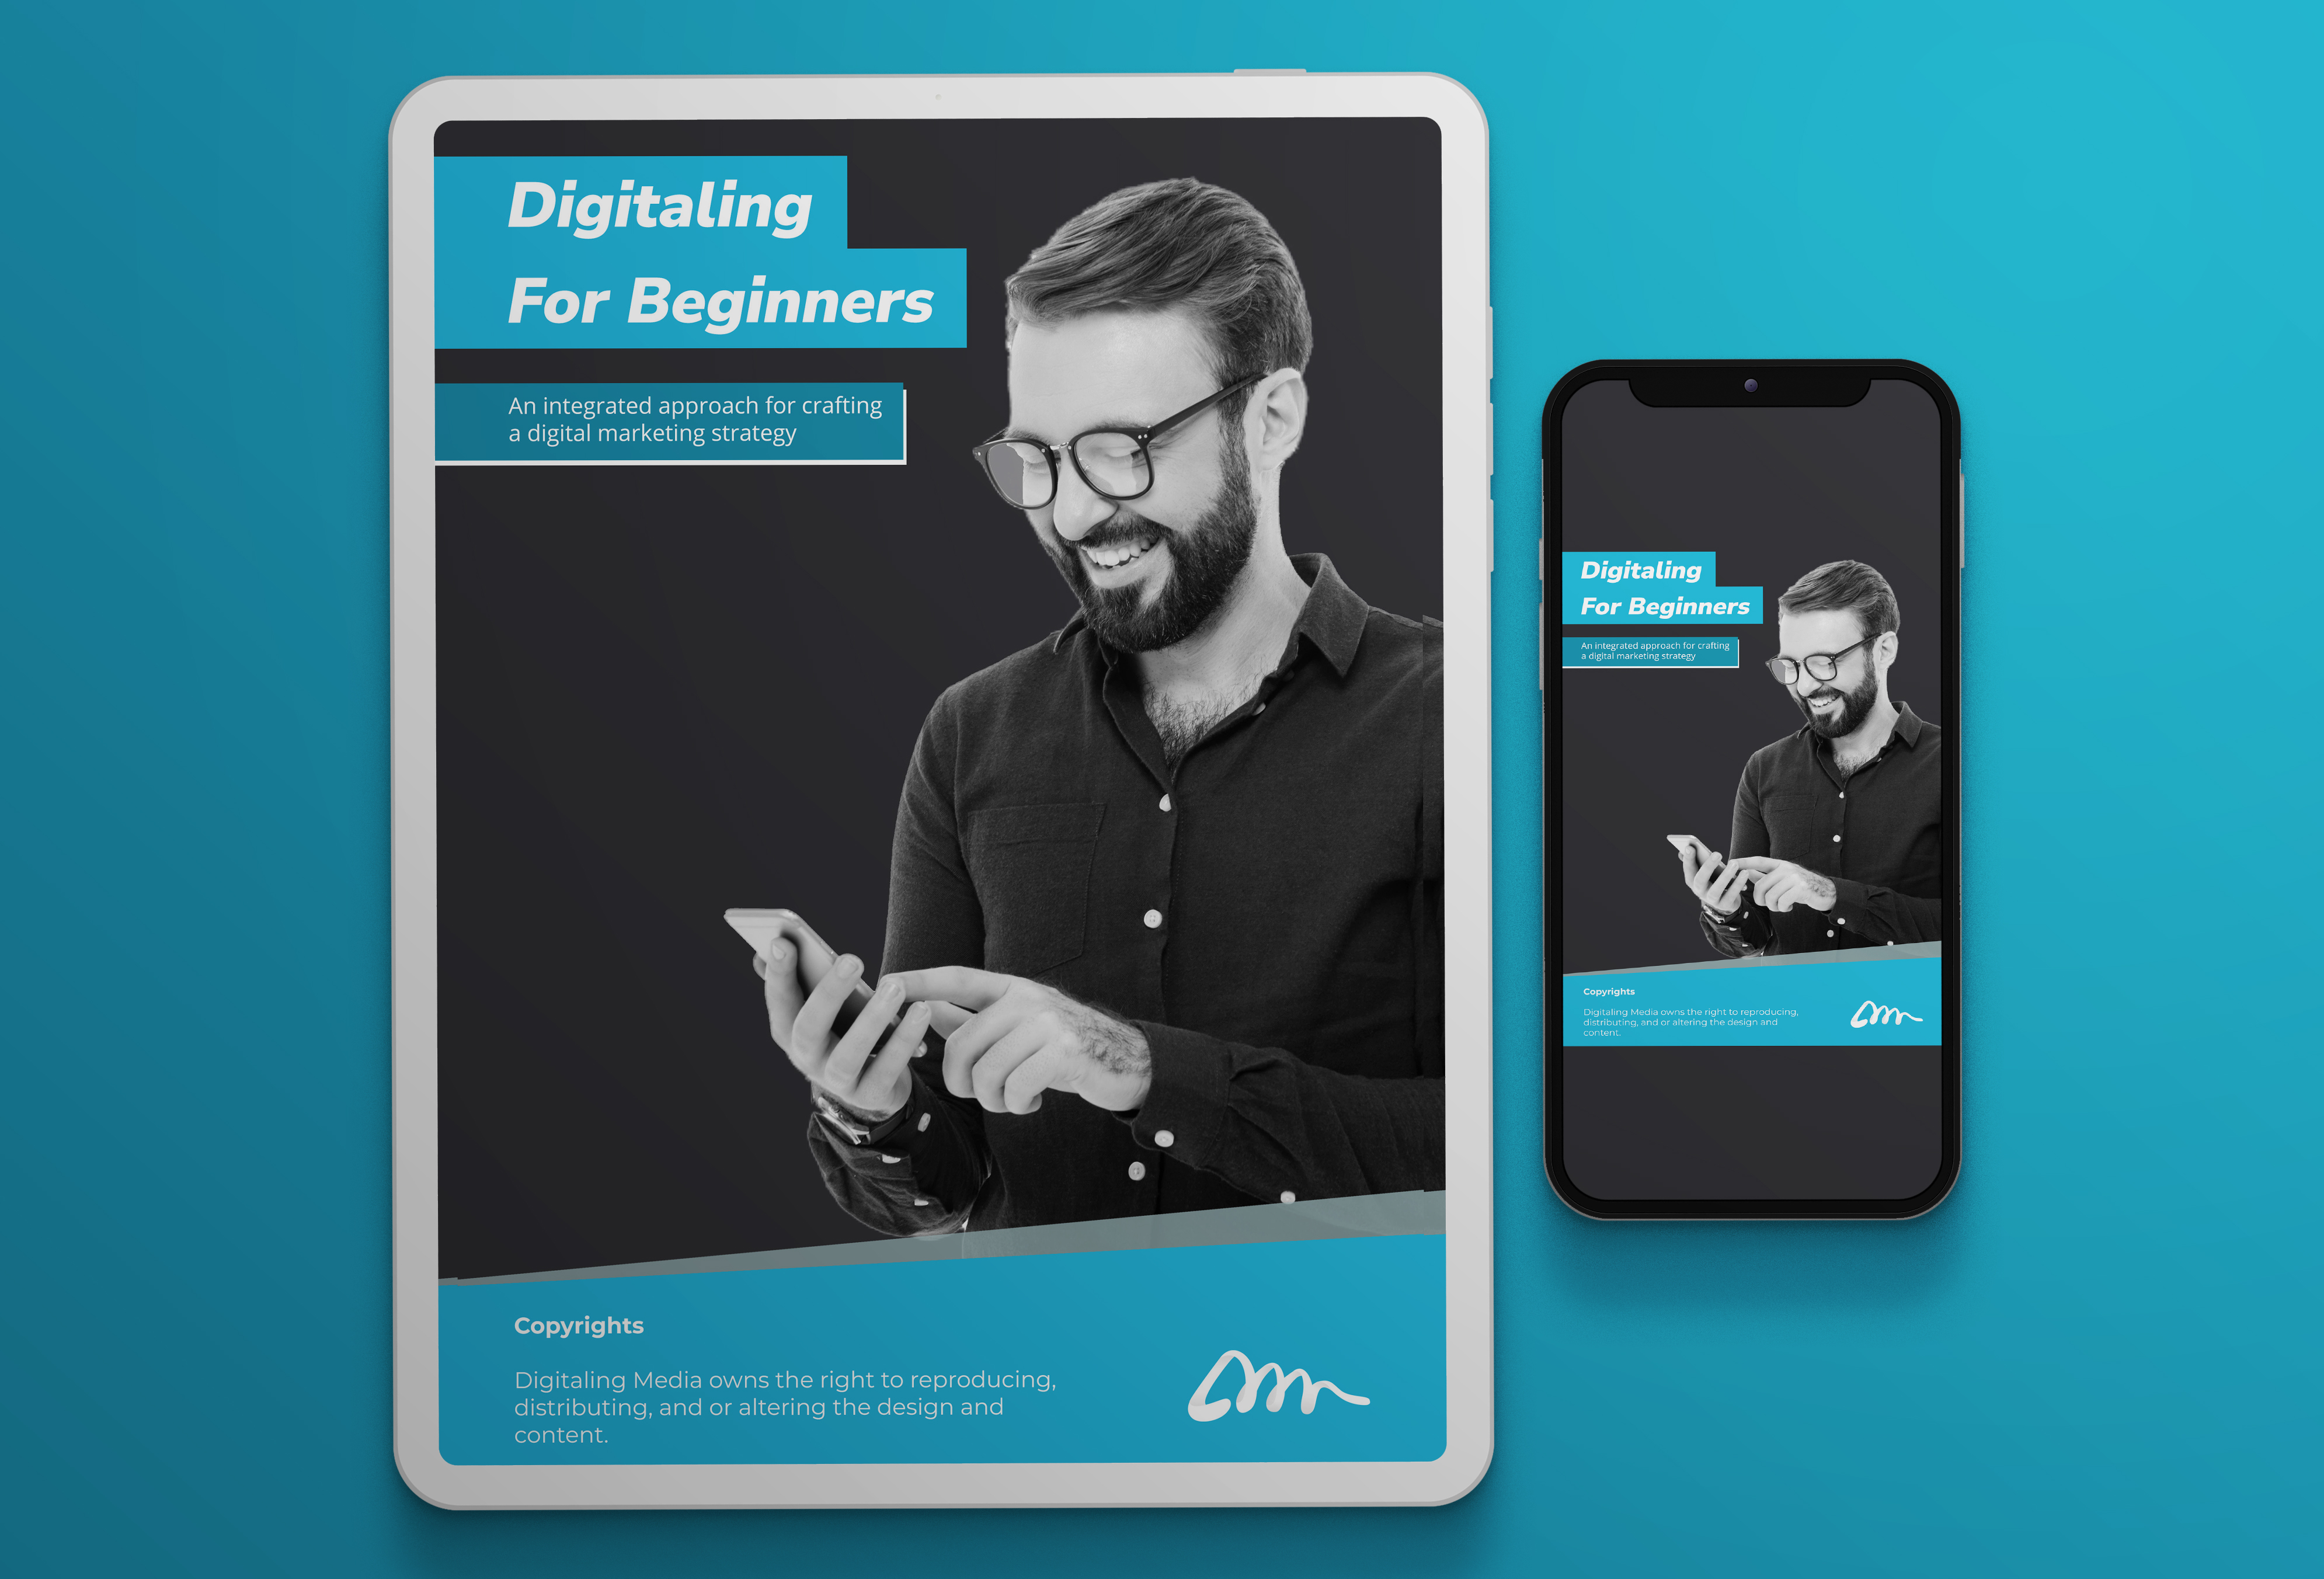 Digitaling
For Beginners
An integrated approach for crafting
a digital marketing strategy
Copyrights
Digitaling Media owns the right to reproducing,
distributing, and or altering the design and
content.
Digitaling
For Beginners
An integrated approach for crafting
a digital marketing strategy
Copyrights
Digitaling Media owns the right to reproducing,
distributing, and or altering the design and
content.